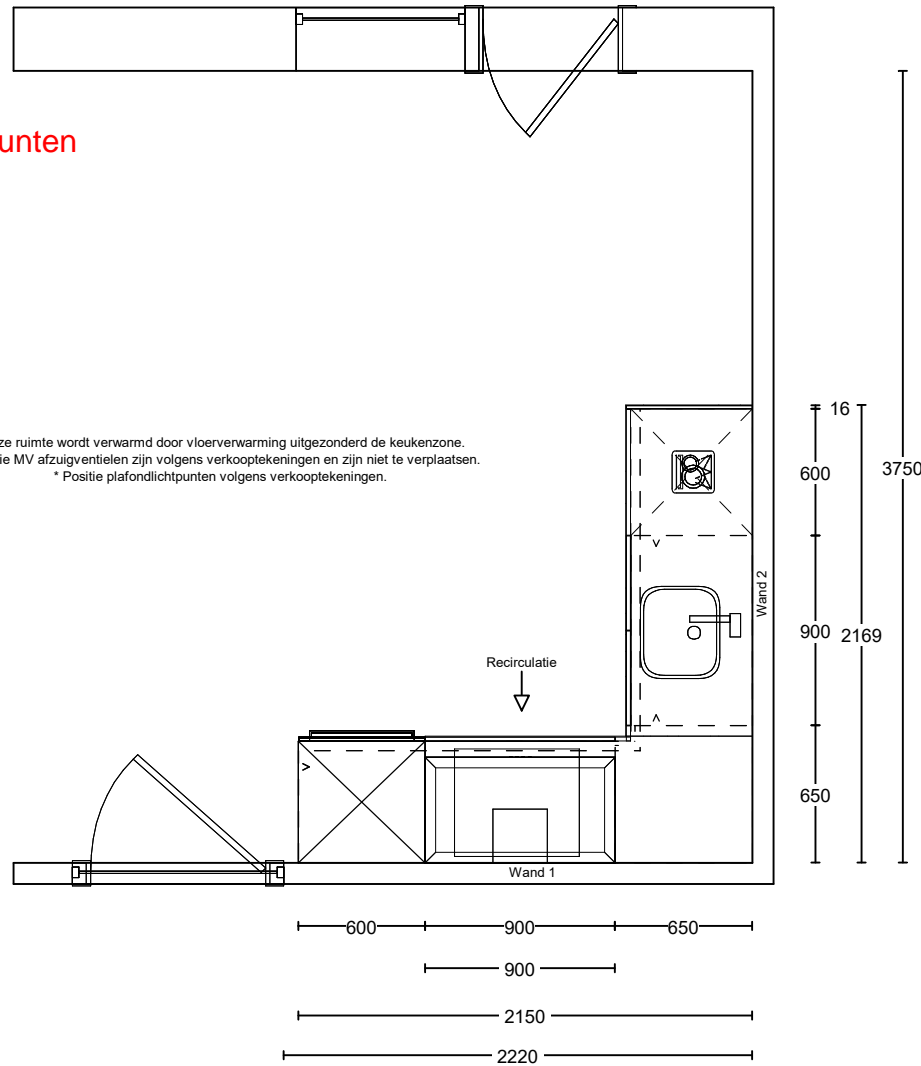 unten
ze ruimte wordt verwarmd door vloerverwarming uitgezonderd de keukenzone.
ie MV afzuigventielen zijn volgens verkooptekeningen en zijn niet te verplaatsen.
* Positie plafondlichtpunten volgens verkooptekeningen.
16
3750
600
Wand 2
900
2169
Recirculatie
650
Wand 1
600
900
650
900
2150
2220